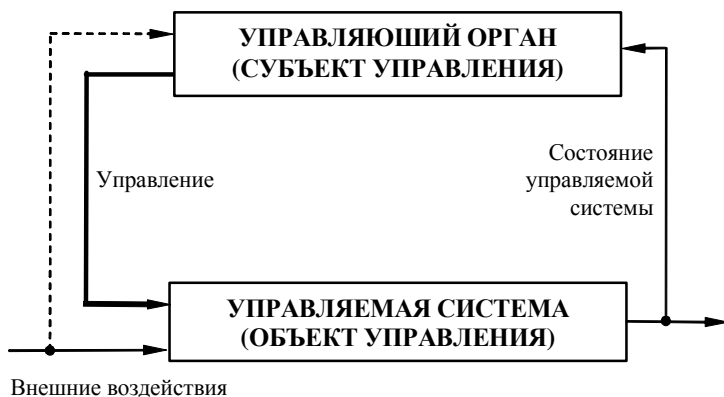 УПРАВЛЯЮШИЙ ОРГАН
(СУБЪЕКТ УПРАВЛЕНИЯ)
Управление
Состояние
управляемой
системы
УПРАВЛЯЕМАЯ СИСТЕМА
(ОБЪЕКТ УПРАВЛЕНИЯ)
Внешние воздействия